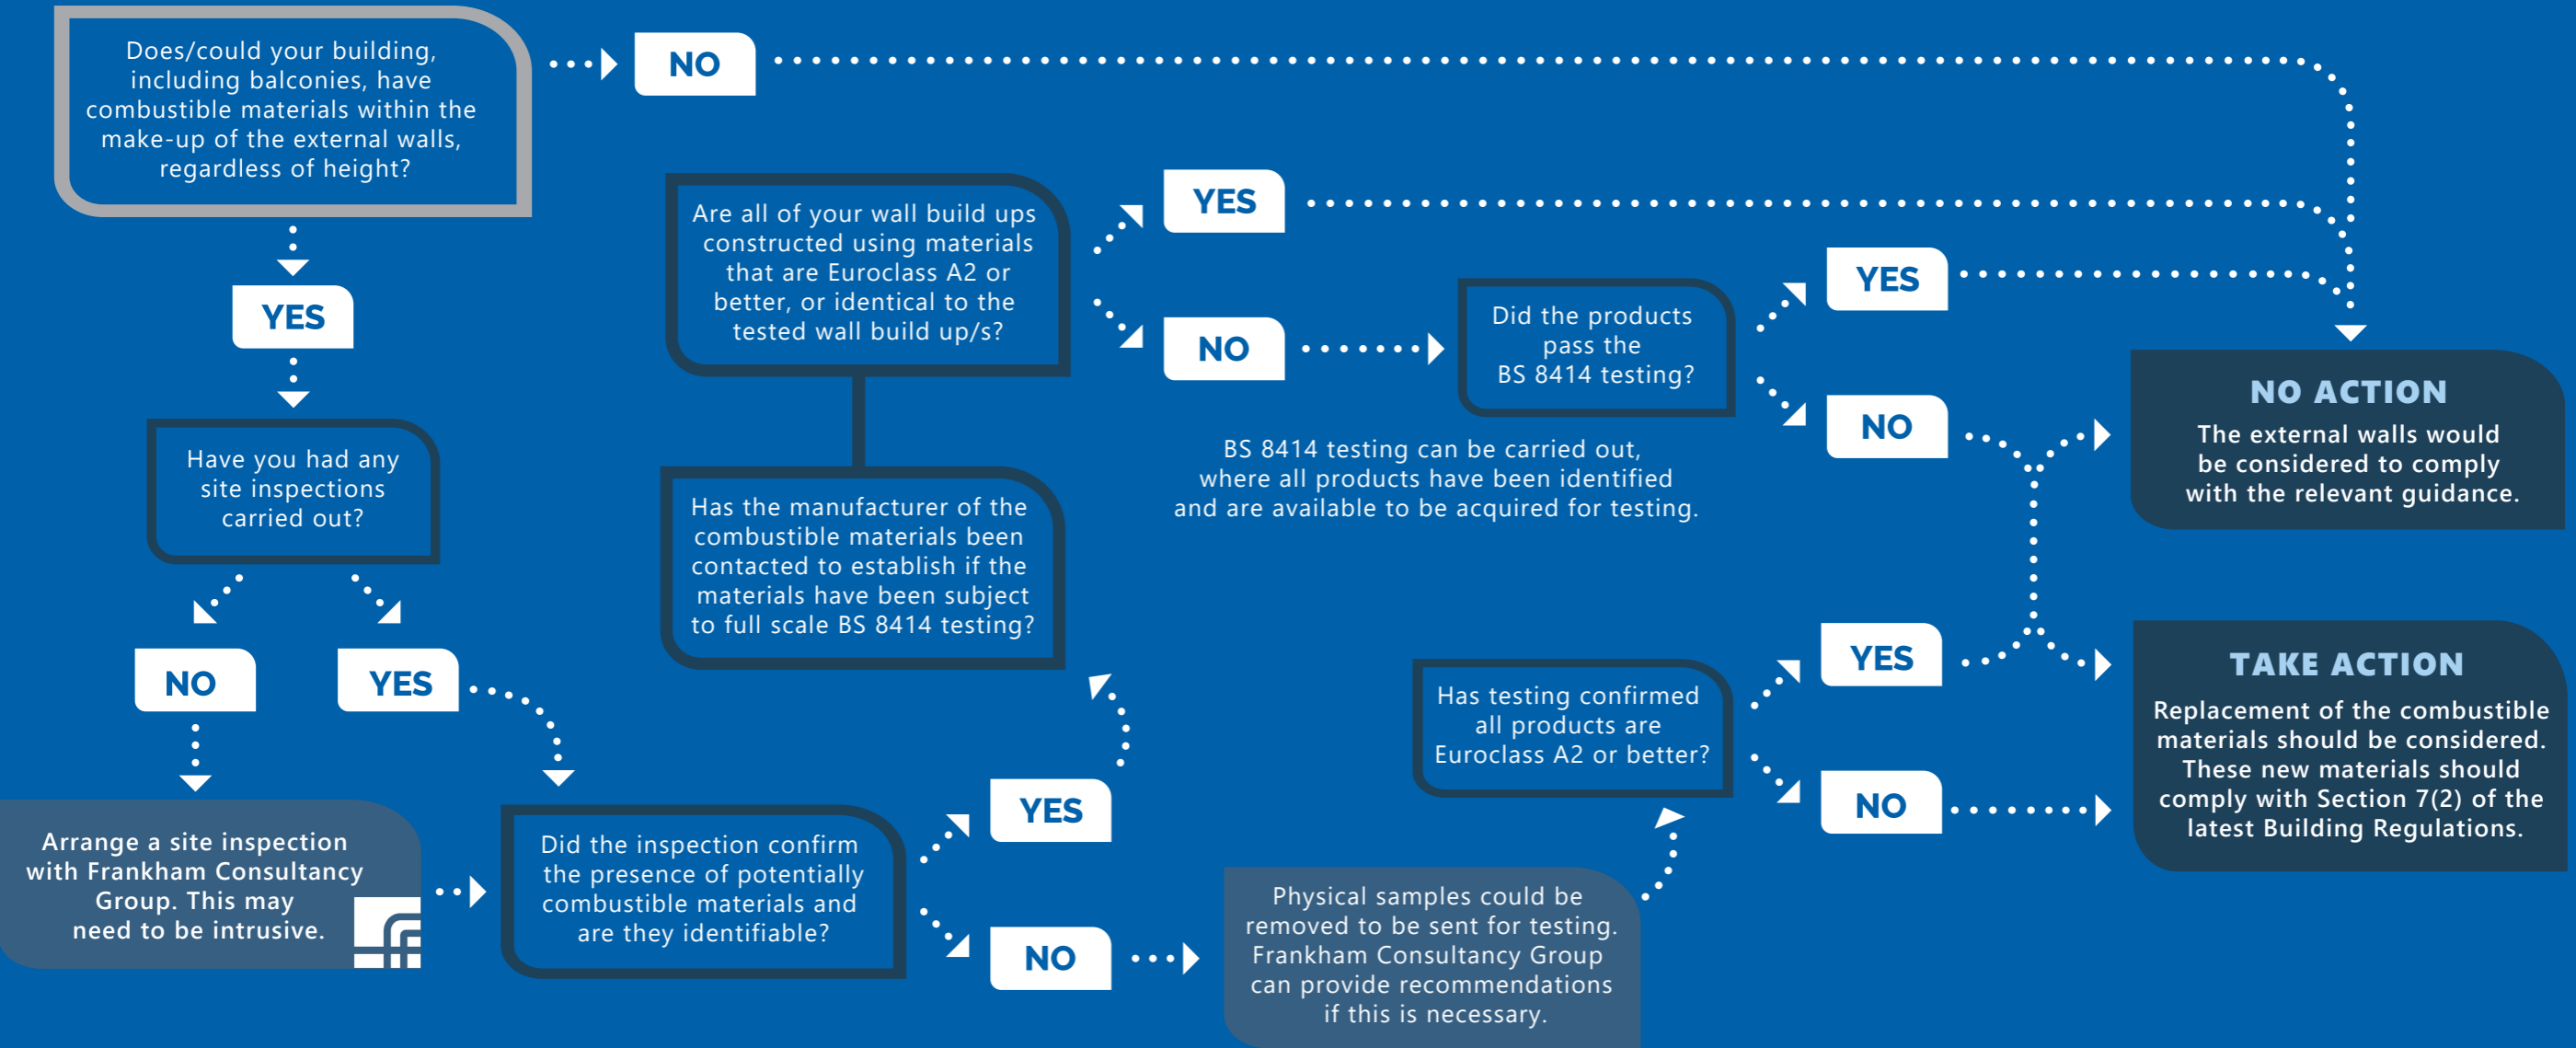 Does/could your building,
including balconies, have
combustible materials within the
make-up of the external walls,
regardless of height?
NO
YES
Have you had any
site inspections
carried out?
NO
YES
Arrange a site inspection
with Frankham Consultancy
Group. This may
need to be intrusive.
Did the inspection confirm
the presence of potentially
combustible materials and
are they identifiable?
YES
NO
Has the manufacturer of the
combustible materials been
contacted to establish if the
materials have been subject
to full scale BS 8414 testing?
Are all of your wall build ups
constructed using materials
that are Euroclass A2 or
better, or identical to the
tested wall build up/s?
YES
NO
Did the products
pass the
BS 8414 testing?
YES
NO
BS 8414 testing can be carried out,
where all products have been identified
and are available to be acquired for testing.
Physical samples could be
removed to be sent for testing.
Frankham Consultancy Group
can provide recommendations
if this is necessary.
Has testing confirmed
all products are
Euroclass A2 or better?
YES
NO
NO ACTION
The external walls would
be considered to comply
with the relevant guidance.
TAKE ACTION
Replacement of the combustible
materials should be considered.
These new materials should
comply with Section 7(2) of the
latest Building Regulations.